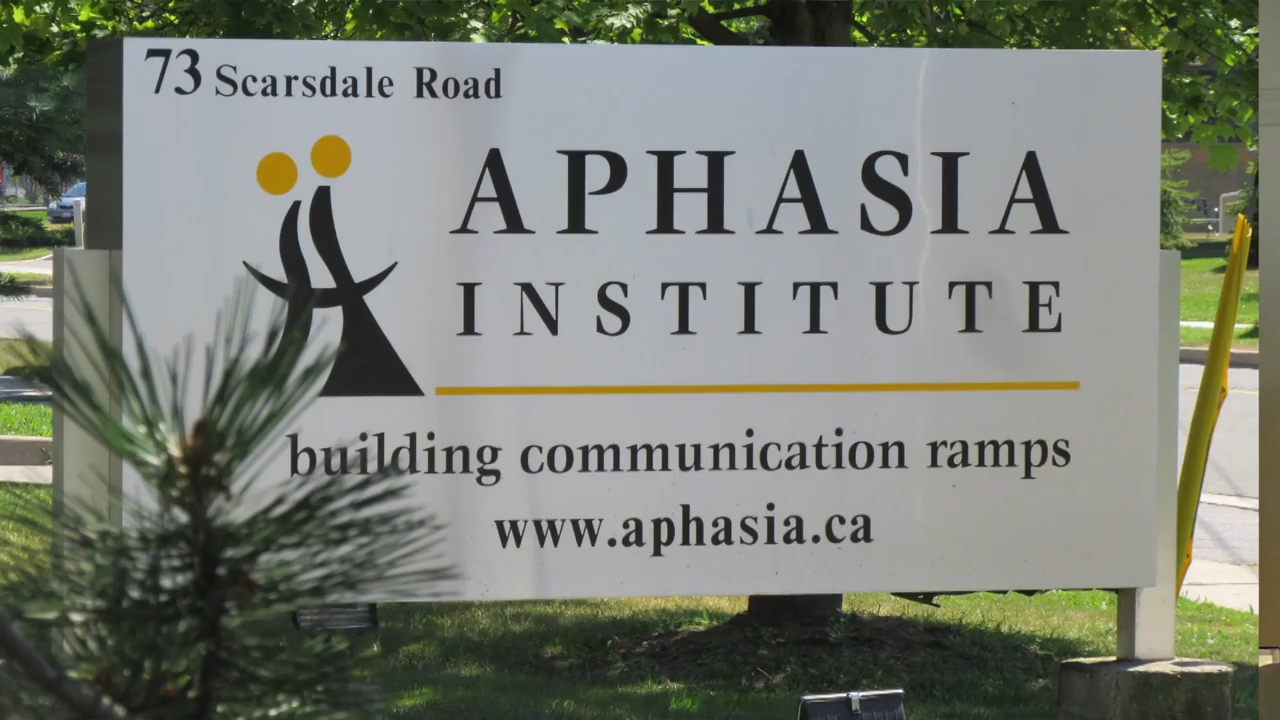 73 Scarsdale Road
APHASIA
INSTITUTE
building communication ramps
www.aphasia.ca